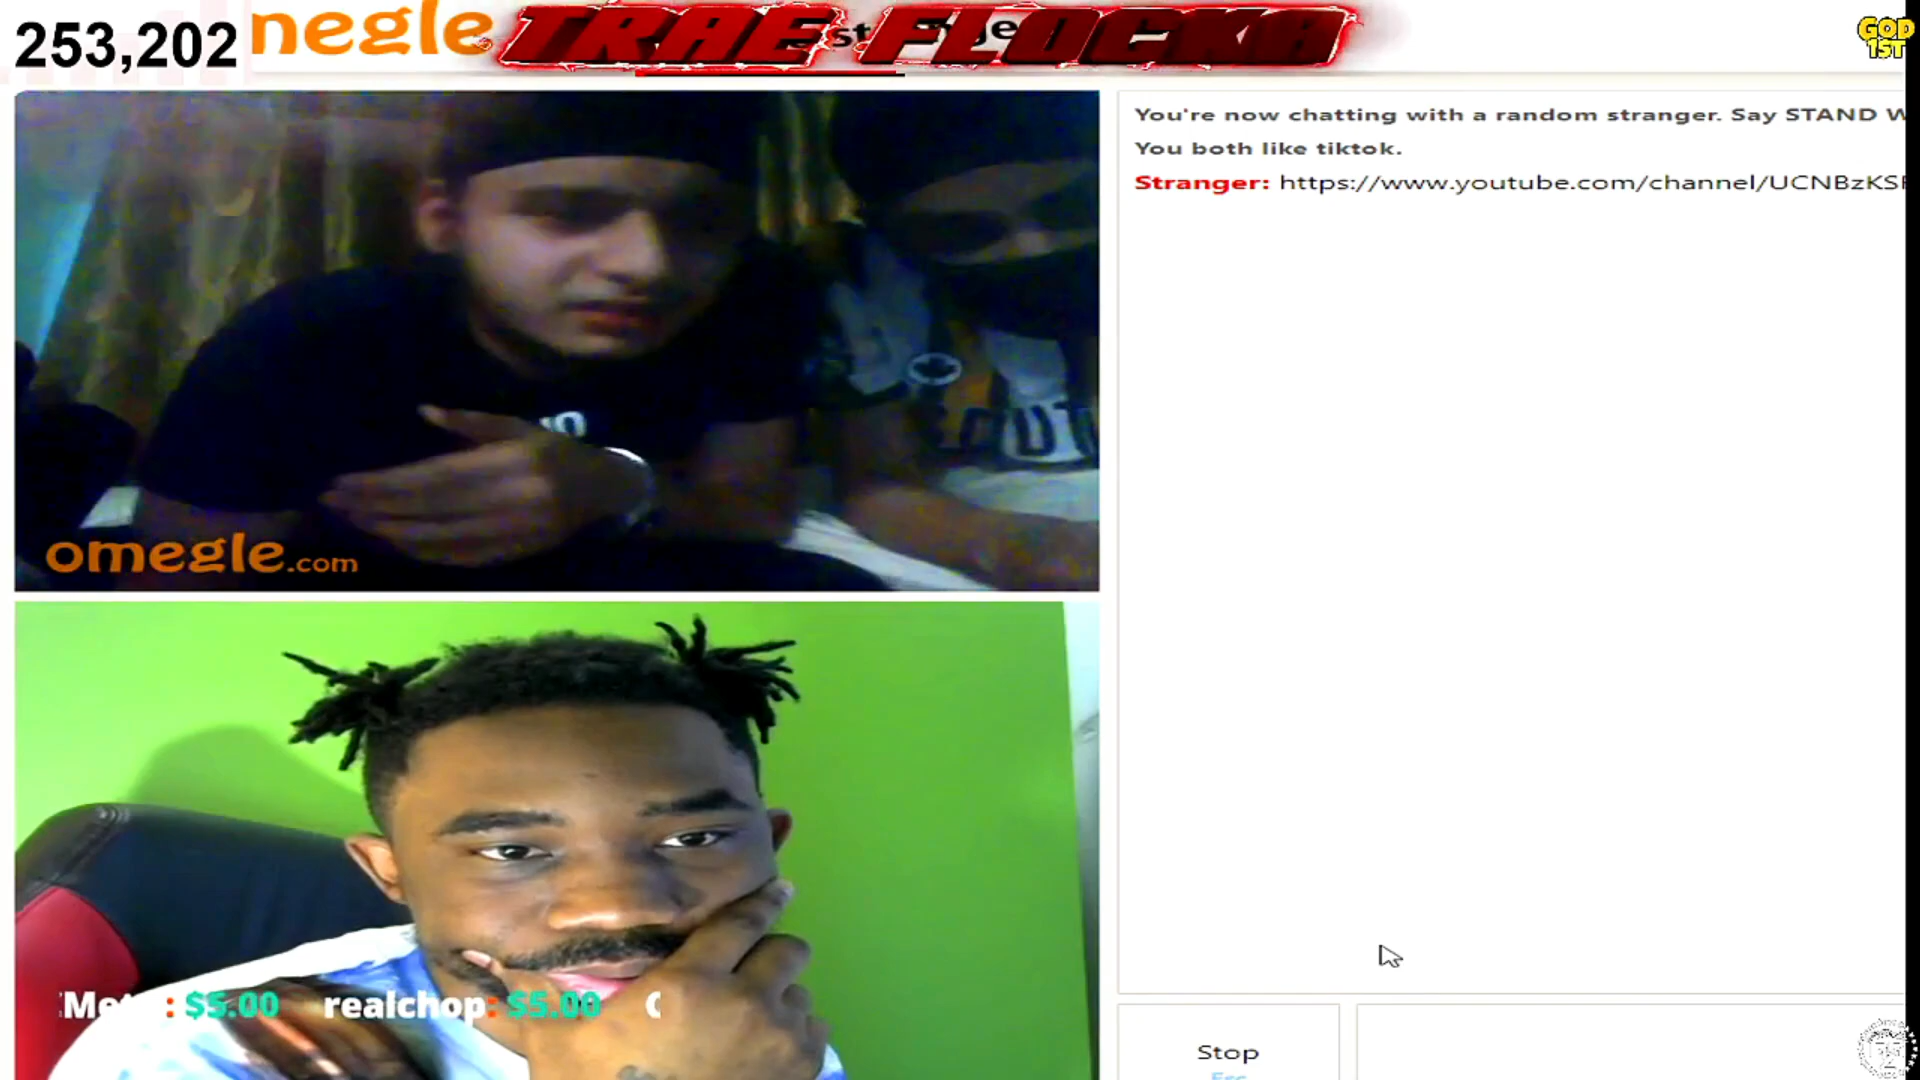 253,202
negle
TRAE FLOCKA
GOD
1ST
You're now chatting with a random stranger. Say STAND W
You both like tiktok.
Stranger: https://www.youtube.com/channel/UCNBzKS
omegle.com
: $5.00 realchop: $5.00
Stop
Esc